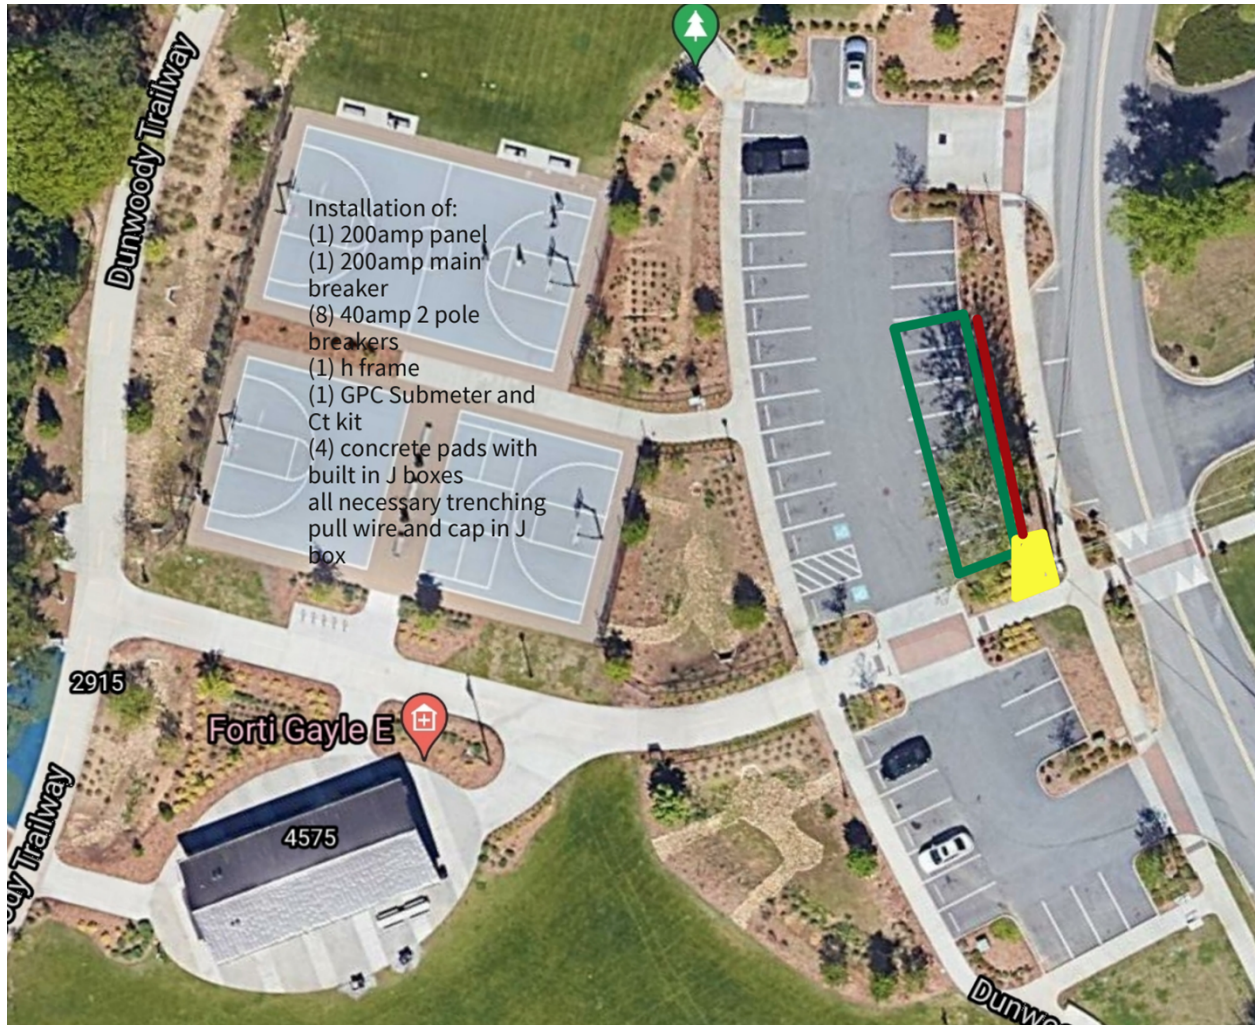 Dunwoody Trailway
Installation of:
(1) 200amp panel
(1) 200amp main
breaker
(8) 40amp 2 pole
breakers
(1) h frame
(1) GPC Submeter and
Ct kit
(4) concrete pads with
built in J boxes
all necessary trenching
pull wire and cap in J
box
2915
Forti Gayle E
4575
ody Trailway
Dunwoo